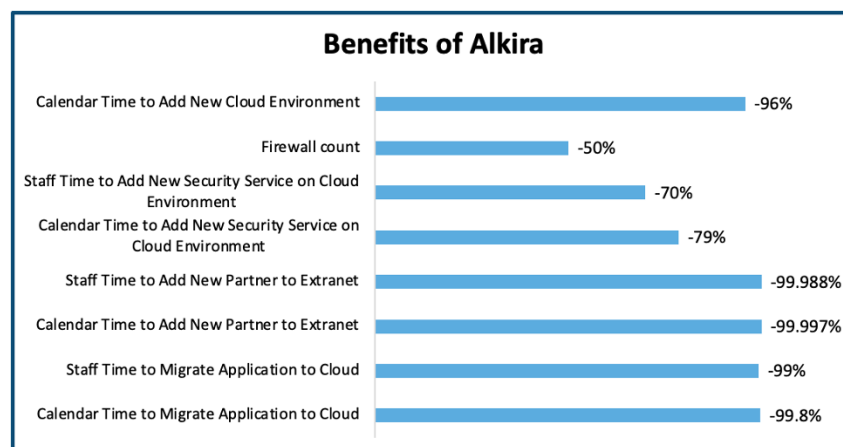 Benefits of Alkira
Calendar Time to Add New Cloud Environment
-96%
Firewall count
-50%
Staff Time to Add New Security Service on Cloud
Environment
-70%
Calendar Time to Add New Security Service on
Cloud Environment
-79%
Staff Time to Add New Partner to Extranet
-99.988%
Calendar Time to Add New Partner to Extranet
-99.997%
Staff Time to Migrate Application to Cloud
-99%
Calendar Time to Migrate Application to Cloud
-99.8%